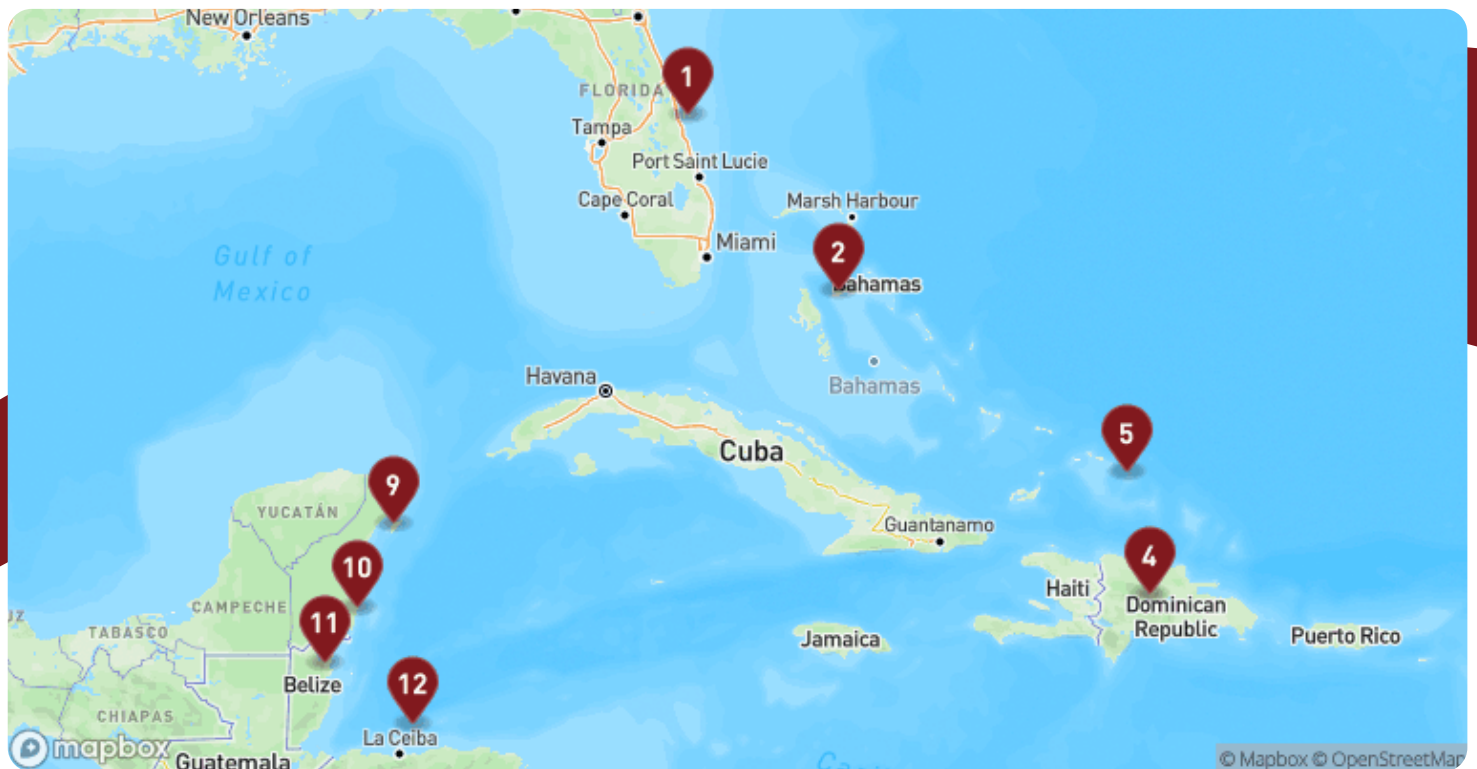 New Orleans
1
FLORIDA
Tampa
Port Saint Lucie
Cape Coral
Marsh Harbour
Miami
2
Bahamas
Gulf of
Mexico
Havana
Bahamas
Cuba
5
9
YUCATÁN
Guantanamo
10
4
Haiti
CAMPECHE
Dominican
Republic
11
UZ
TABASCO
Jamaica
Puerto Rico
Belize
12
CHIAPAS
La Ceiba
mapbox
Guatemala
© Mapbox © OpenStreetMap